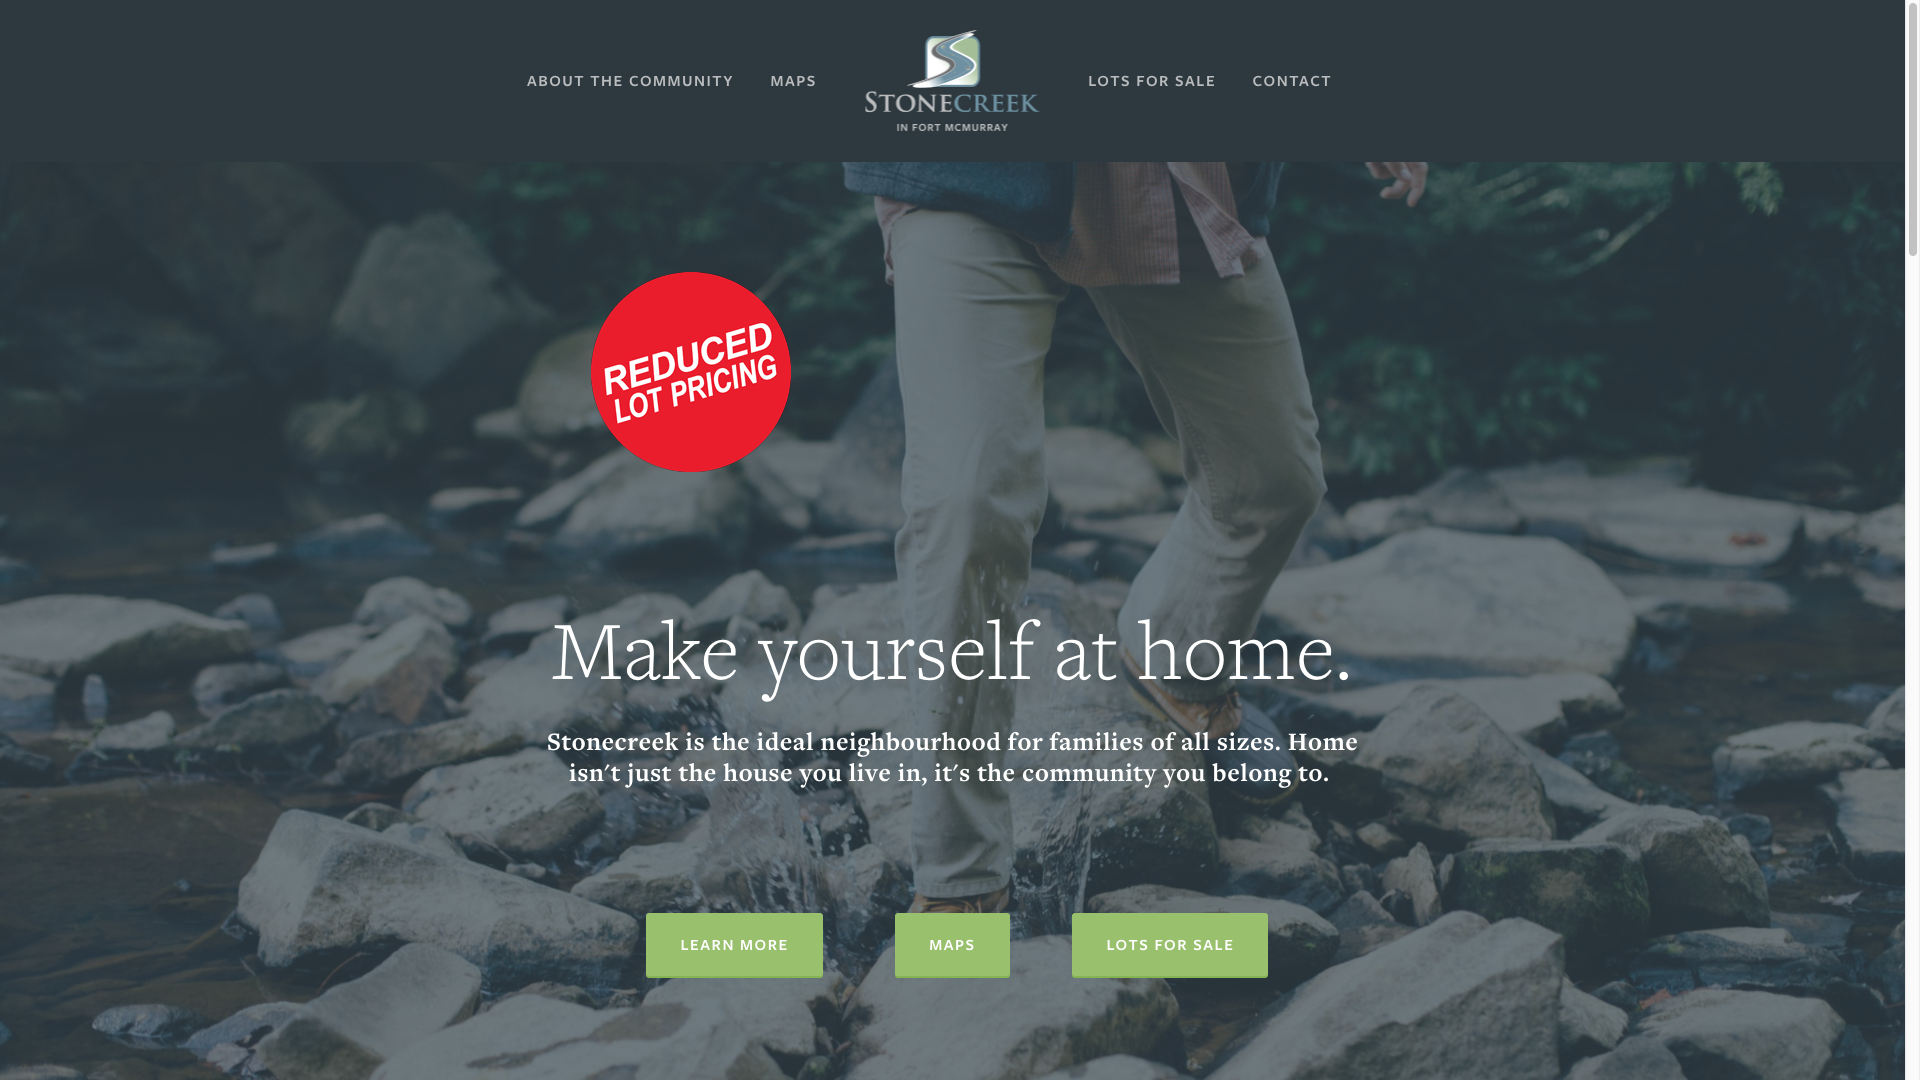 ABOUT THE COMMUNITY
MAPS
STONECREEK
IN FORT MCMURRAY
LOTS FOR SALE
CONTACT
REDUCED
LOT PRICING
Make yourself at home.
Stonecreek is the ideal neighbourhood for families of all sizes. Home
isn't just the house you live in, it's the community you belong to.
LEARN MORE
MAPS
LOTS FOR SALE